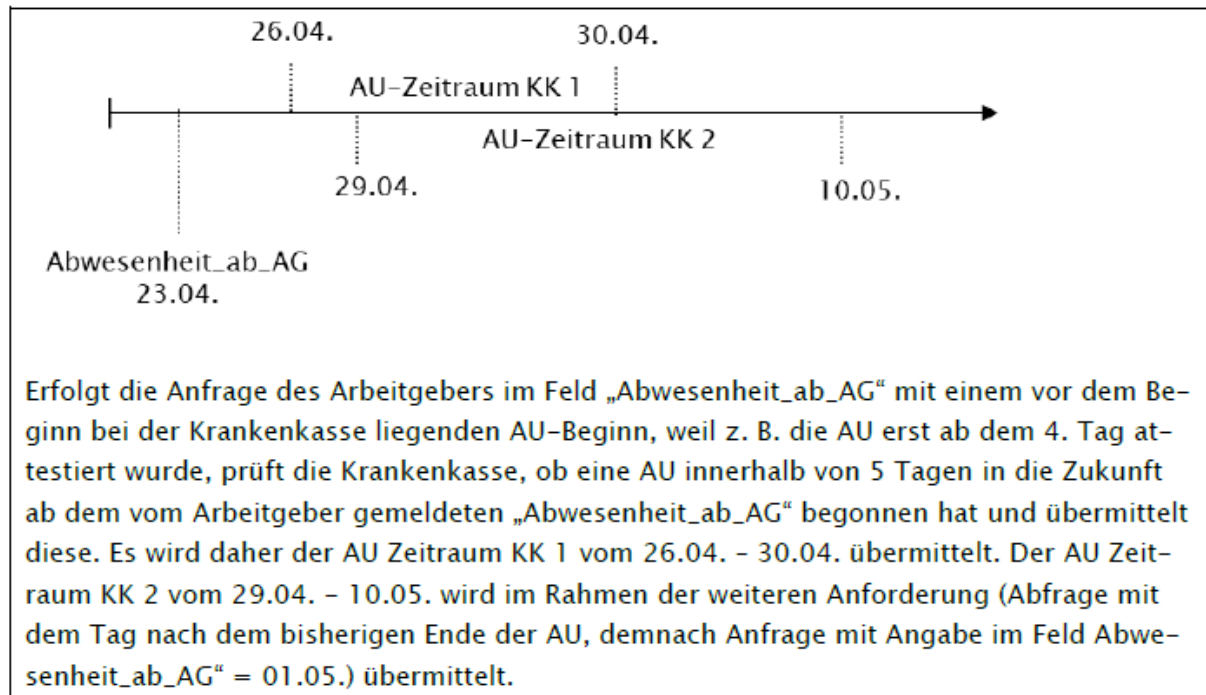 26.04.
30.04.
AU-Zeitraum KK 1
AU-Zeitraum KK 2
29.04.
10.05.
Abwesenheit_ab_AG
23.04.
Erfolgt die Anfrage des Arbeitgebers im Feld „Abwesenheit_ab_AG“ mit einem vor dem Be-
ginn bei der Krankenkasse liegenden AU-Beginn, weil z. B. die AU erst ab dem 4. Tag at-
testiert wurde, prüft die Krankenkasse, ob eine AU innerhalb von 5 Tagen in die Zukunft
ab dem vom Arbeitgeber gemeldeten „Abwesenheit_ab_AG“ begonnen hat und übermittelt
diese. Es wird daher der AU Zeitraum KK 1 vom 26.04. – 30.04. übermittelt. Der AU Zeit-
raum KK 2 vom 29.04. – 10.05. wird im Rahmen der weiteren Anforderung (Abfrage mit
dem Tag nach dem bisherigen Ende der AU, demnach Anfrage mit Angabe im Feld Abwe-
senheit_ab_AG“ = 01.05.) übermittelt.